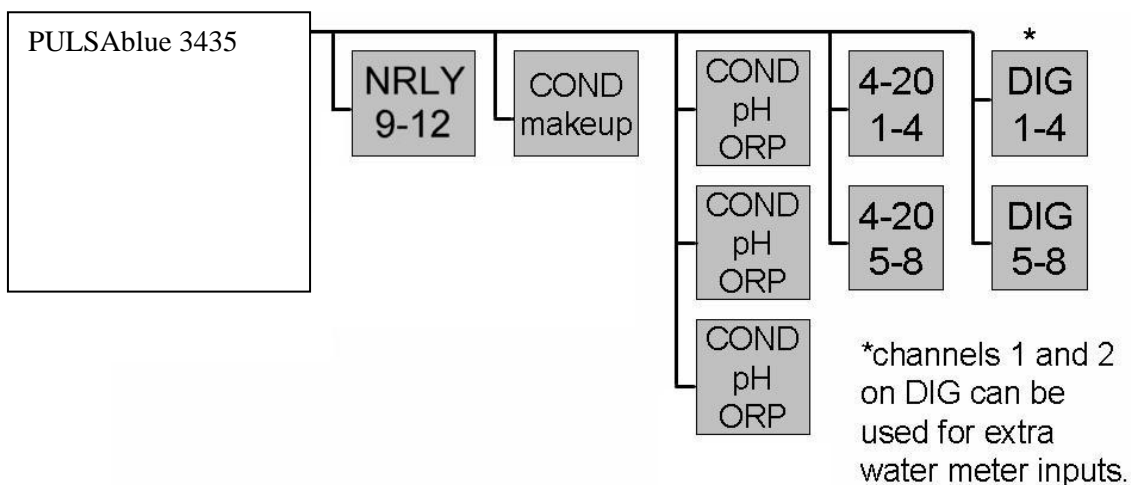 PULSAblue 3435
NRLY
9-12
COND
makeup
COND
pH
ORP
4-20
1-4
*
DIG
1-4
COND
pH
ORP
4-20
5-8
DIG
5-8
COND
pH
ORP
*channels 1 and 2
on DIG can be
used for extra
water meter inputs.